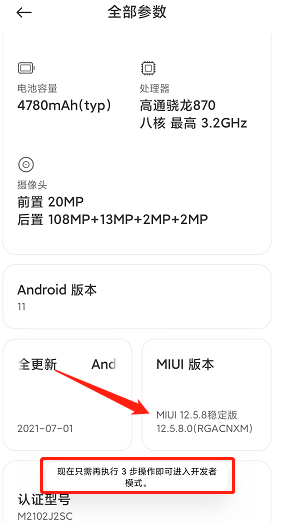 全部参数
电池容量
4780mAh(typ)
处理器
高通骁龙870
八核 最高 3.2GHz
摄像头
前置 20MP
后置 108MP+13MP+2MP+2MP
Android 版本
11
全更新 And
2021-07-01
MIUI 版本
MIUI 12.5.8稳定版
12.5.8.0(RGACNXM)
现在只需再执行 3 步操作即可进入开发者
模式。
认证型号
M2102J2SC